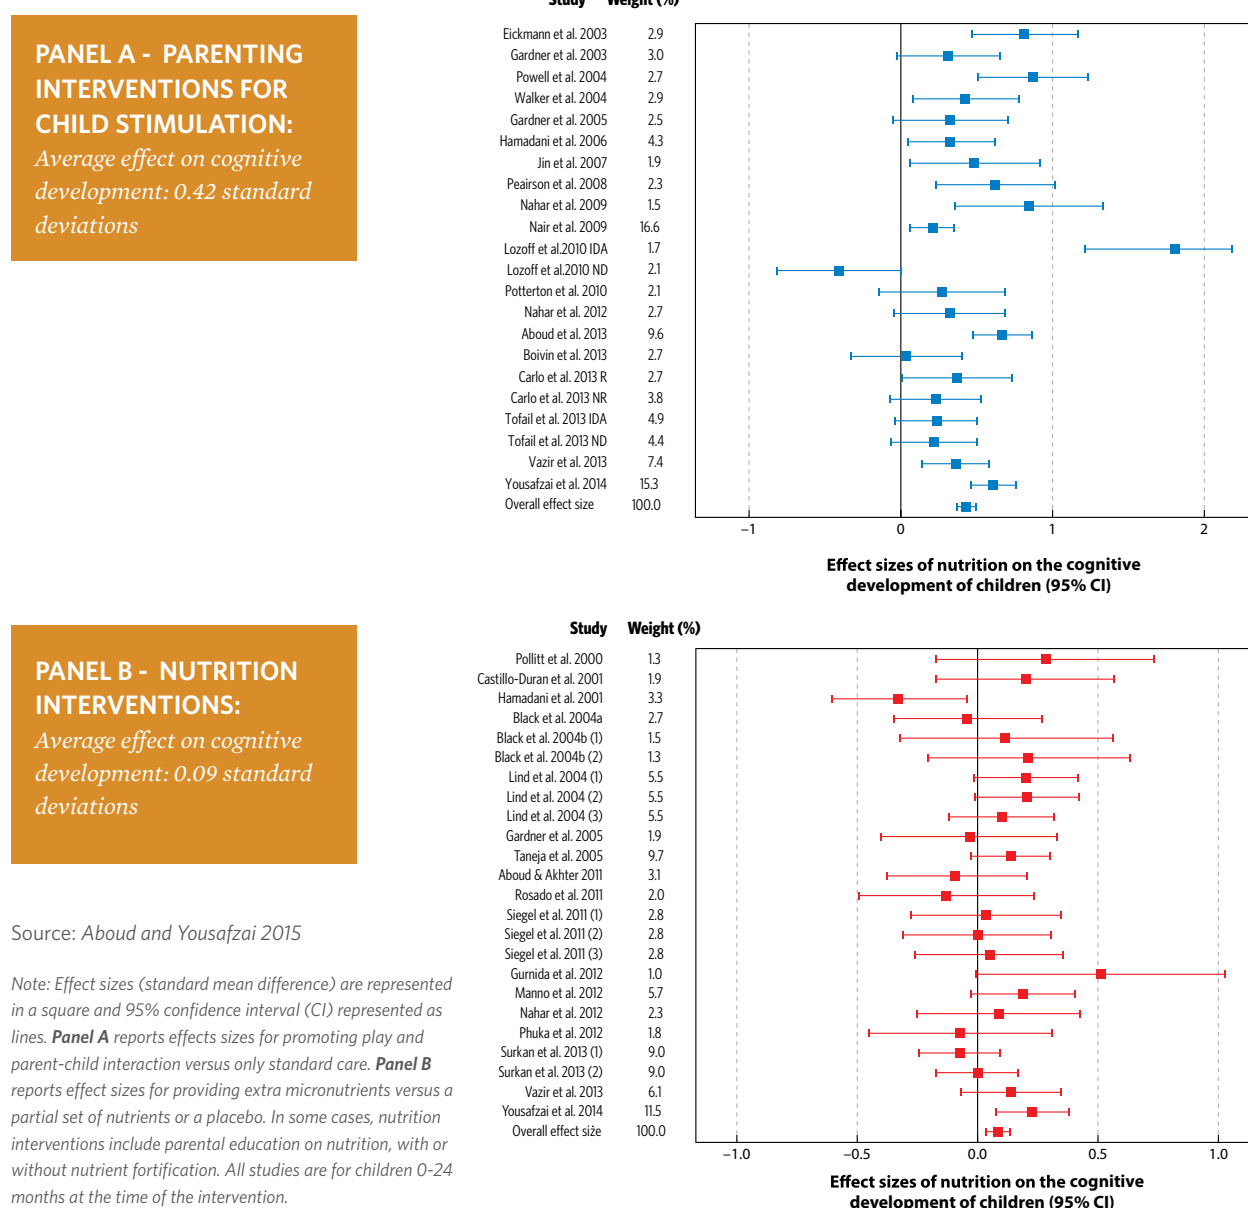 Study Weight (%)
PANEL A - PARENTING
INTERVENTIONS FOR
CHILD STIMULATION:
Average effect on cognitive
development: 0.42 standard
deviations
Eickmann et al. 2003 2.9
Gardner et al. 2003 3.0
Powell et al. 2004 2.7
Walker et al. 2004 2.9
Gardner et al. 2005 2.5
Hamadani et al. 2006 4.3
Jin et al. 2007 1.9
Peairson et al. 2008 2.3
Nahar et al. 2009 1.5
Nair et al. 2009 16.6
Lozoff et al.2010 IDA 1.7
Lozoff et al.2010 ND 2.1
Potterton et al. 2010 2.1
Nahar et al. 2012 2.7
Aboud et al. 2013 9.6
Boivin et al. 2013 2.7
Carlo et al. 2013 R 2.7
Carlo et al. 2013 NR 3.8
Tofail et al. 2013 IDA 4.9
Tofail et al. 2013 ND 4.4
Vazir et al. 2013 7.4
Yousafzai et al. 2014 15.3
Overall effect size 100.0
−1 0 1 2
Effect sizes of nutrition on the cognitive
development of children (95% CI)
PANEL B - NUTRITION
INTERVENTIONS:
Average effect on cognitive
development: 0.09 standard
deviations
Study Weight (%)
Pollitt et al. 2000 1.3
Castillo-Duran et al. 2001 1.9
Hamadani et al. 2001 3.3
Black et al. 2004a 2.7
Black et al. 2004b (1) 1.5
Black et al. 2004b (2) 1.3
Lind et al. 2004 (1) 5.5
Lind et al. 2004 (2) 5.5
Lind et al. 2004 (3) 5.5
Gardner et al. 2005 1.9
Taneja et al. 2005 9.7
Aboud & Akhter 2011 3.1
Rosado et al. 2011 2.0
Siegel et al. 2011 (1) 2.8
Siegel et al. 2011 (2) 2.8
Siegel et al. 2011 (3) 2.8
Gurnida et al. 2012 1.0
Manno et al. 2012 5.7
Nahar et al. 2012 2.3
Phuka et al. 2012 1.8
Surkan et al. 2013 (1) 9.0
Surkan et al. 2013 (2) 9.0
Vazir et al. 2013 6.1
Yousafzai et al. 2014 11.5
Overall effect size 100.0
−1.0 −0.5 0.0 0.5 1.0
Effect sizes of nutrition on the cognitive
development of children (95% CI)
Source: Aboud and Yousafzai 2015
Note: Effect sizes (standard mean difference) are represented
in a square and 95% confidence interval (CI) represented as
lines. Panel A reports effects sizes for promoting play and
parent-child interaction versus only standard care. Panel B
reports effect sizes for providing extra micronutrients versus a
partial set of nutrients or a placebo. In some cases, nutrition
interventions include parental education on nutrition, with or
without nutrient fortification. All studies are for children 0-24
months at the time of the intervention.